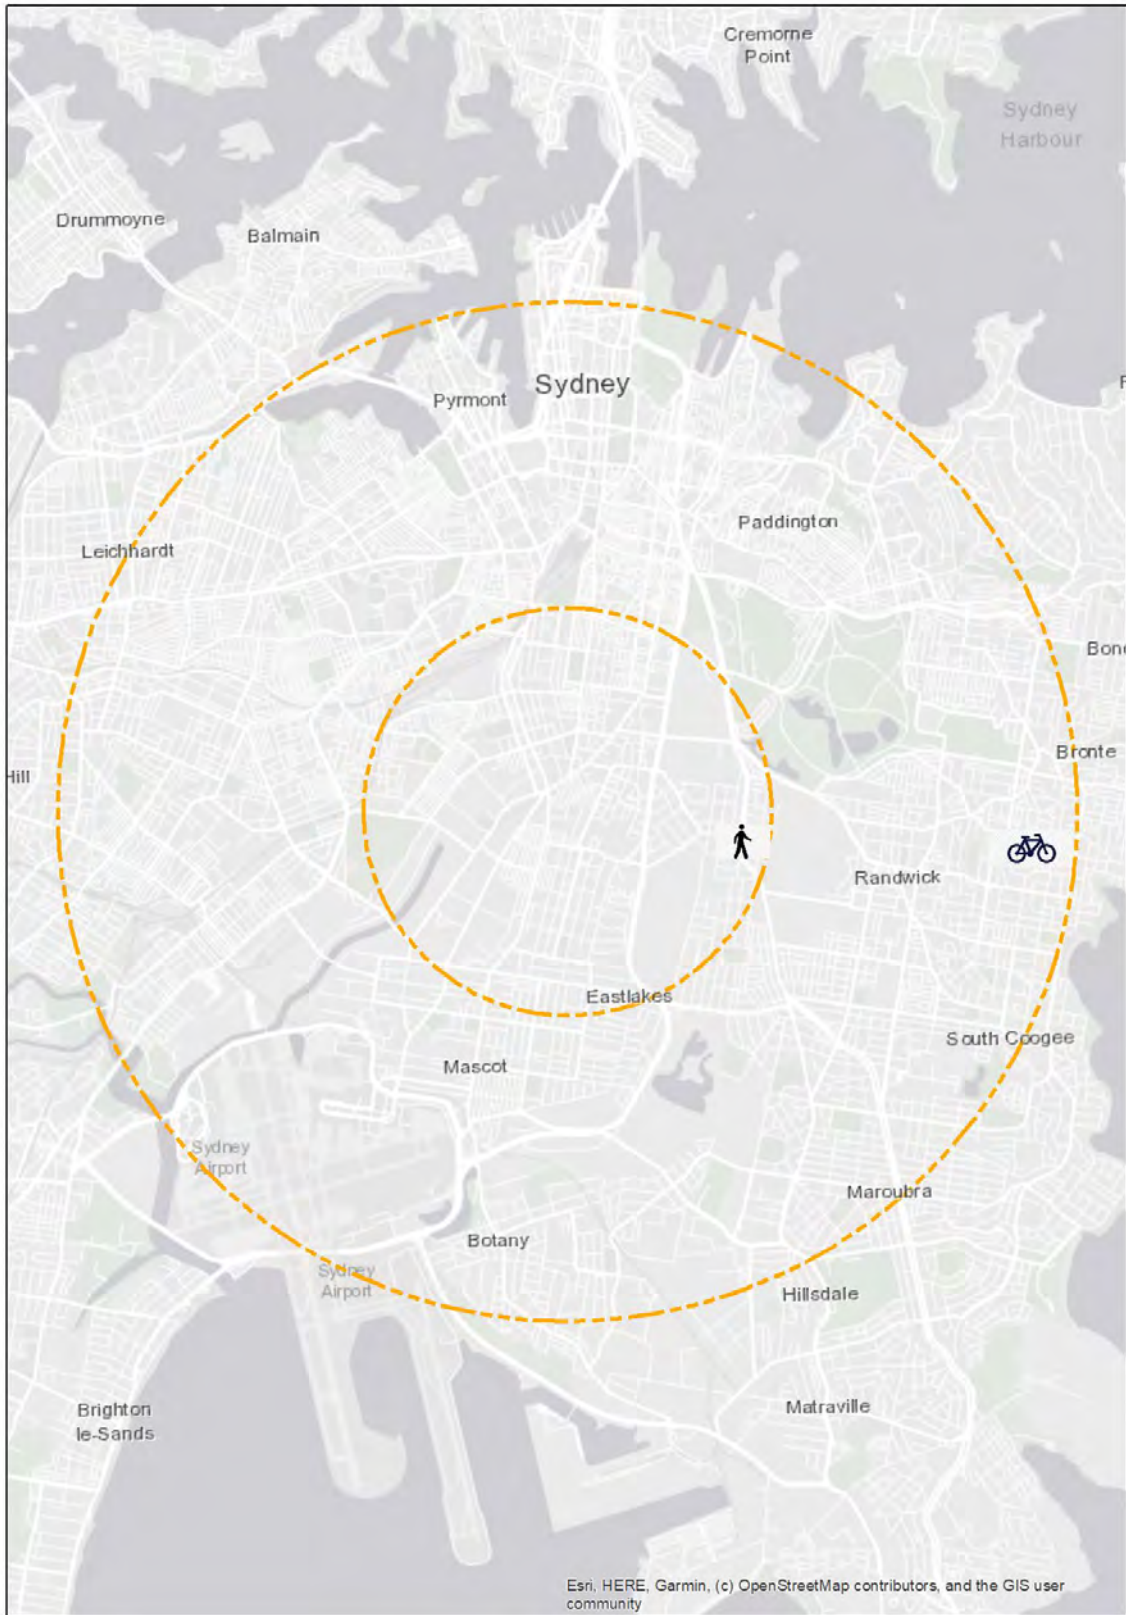 Cremorne
Point
Sydney
Harbour
Drummoyne
Balmain
Sydney
Pyrmont
Paddington
Leichhardt
Bronte
Hill
Randwick
Eastlakes
South Coogee
Mascot
Sydney
Airport
Maroubra
Botany
Sydney
Airport
Hillsdale
Matraville
Brighton
le-Sands
Esri, HERE, Garmin, (c) OpenStreetMap contributors, and the GIS user
community